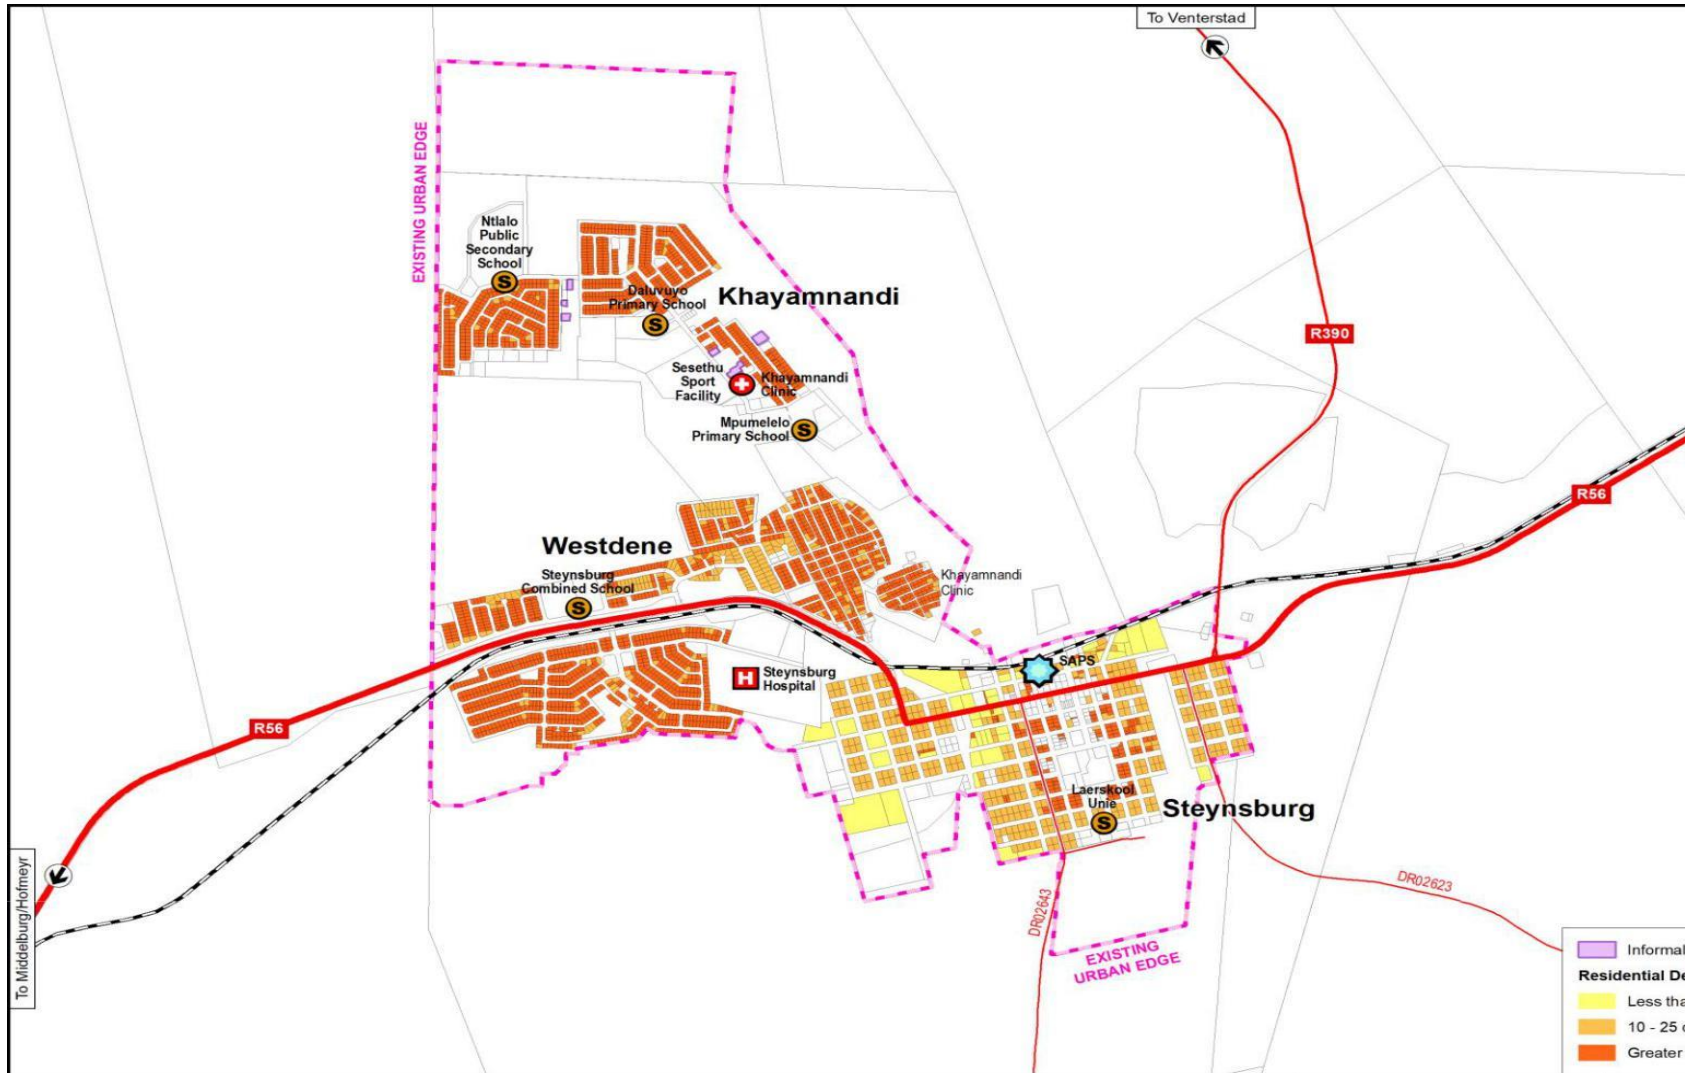 To Venterstad
EXISTING URBAN EDGE
Ntlalo
Public
Secondary
School
S
Daluvuyo
Primary School
S
Khayamnandi
R390
Sesethu
Sport
Facility
Khayamnandi
Clinic
Mpumelelo
Primary School
S
R56
Westdene
Steynsburg
Combined School
S
Khayamnandi
Clinic
H
Steynsburg
Hospital
SAPS
R56
Laerskool
Unie
S
Steynsburg
To Middelburg/Hofmeyr
DR02643
DR02623
EXISTING
URBAN EDGE
Informal
Residential De
Less tha
10 - 25
Greater